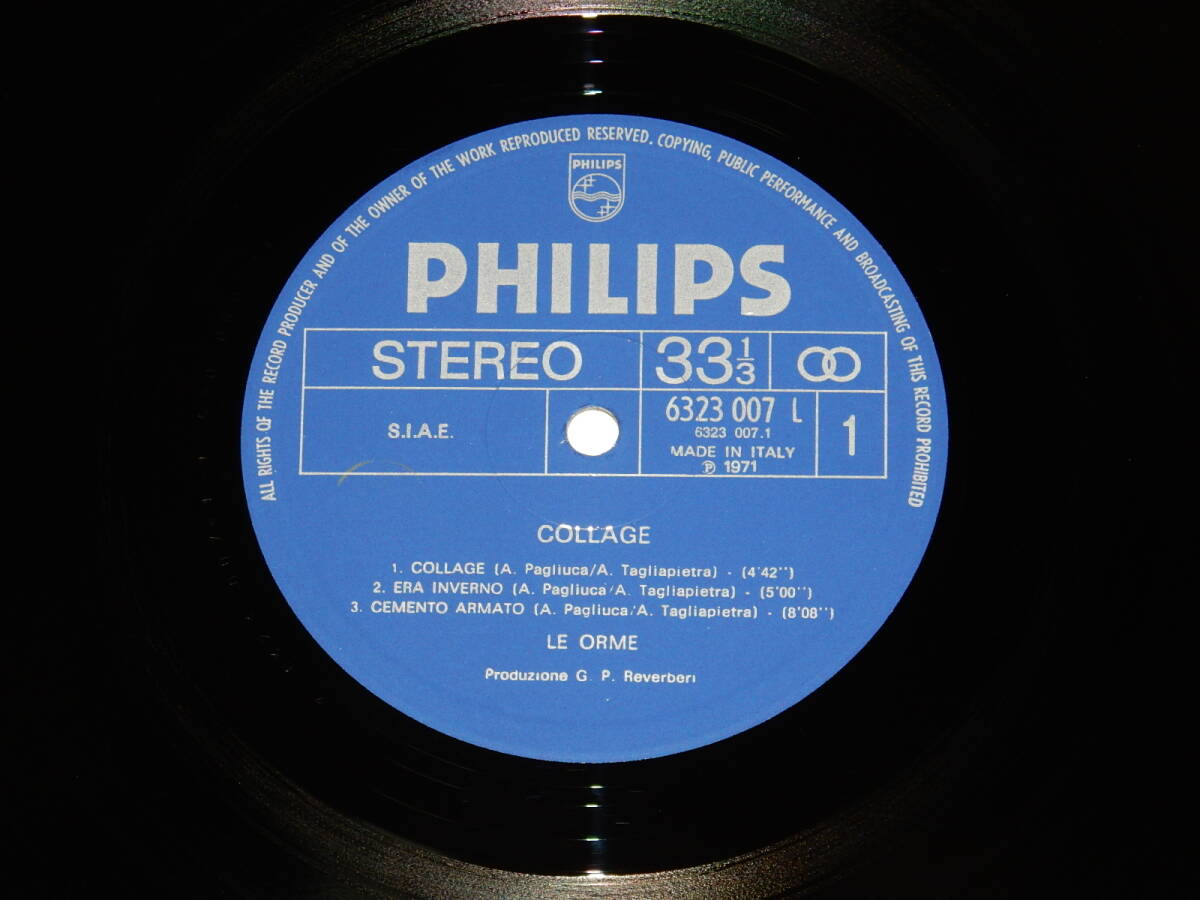 ALL RIGHTS OF THE RECORD PRODUCER AND OF THE OWNER OF THE WORK REPRODUCED RESERVED. COPYING, PUBLIC PERFORMANCE AND BROADCASTING OF THIS RECORD PROHIBITED
PHILIPS
PHILIPS
STEREO
33 1/3
S.I.A.E.
6323 007 L
6323 007.1
MADE IN ITALY
℗ 1971
1
COLLAGE
1. COLLAGE (A. Pagliuca/A. Tagliapietra) - (4'42'')
2. ERA INVERNO (A. Pagliuca/A. Tagliapietra) - (5'00'')
3. CEMENTO ARMATO (A. Pagliuca/A. Tagliapietra) - (8'08'')
LE ORME
Produzione G. P. Reverberi